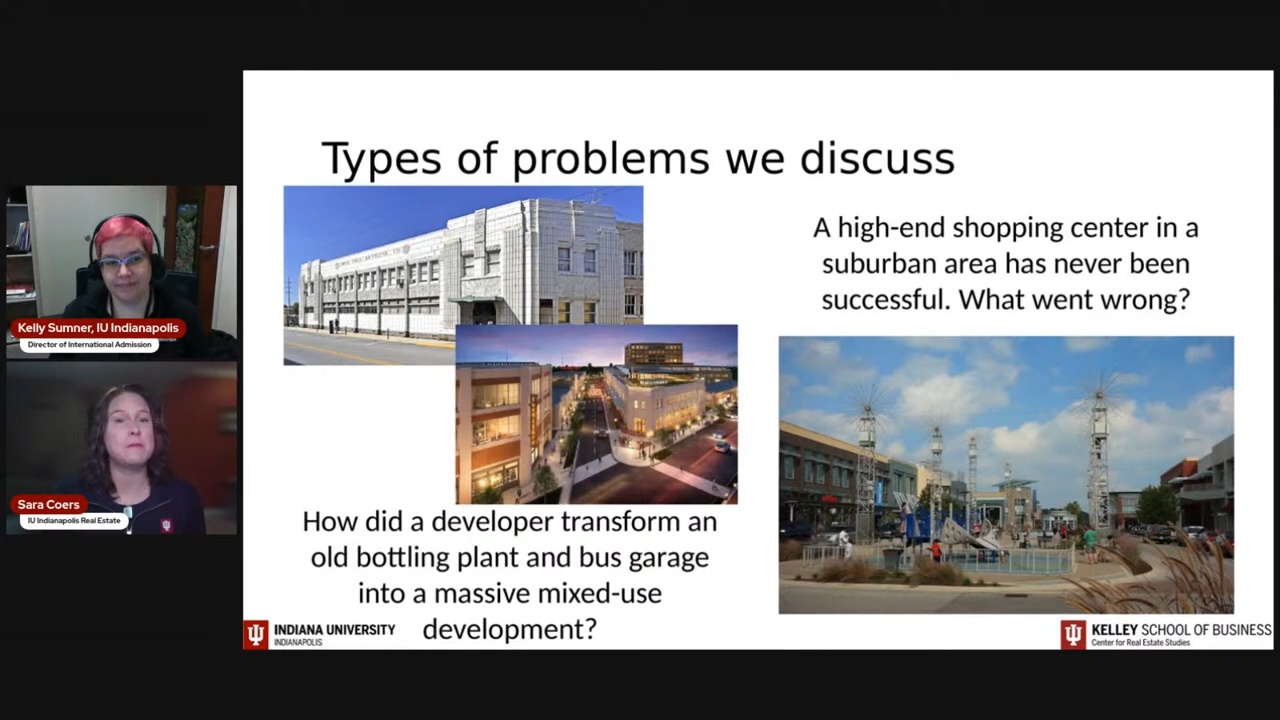 Types of problems we discuss
A high-end shopping center in a
suburban area has never been
successful. What went wrong?
Kelly Sumner, IU Indianapolis
Director of International Admission
Sara Coers
IU Indianapolis Real Estate
How did a developer transform an
old bottling plant and bus garage
into a massive mixed-use
development?
INDIANA UNIVERSITY
INDIANAPOLIS
KELLEY SCHOOL OF BUSINESS
Center for Real Estate Studies